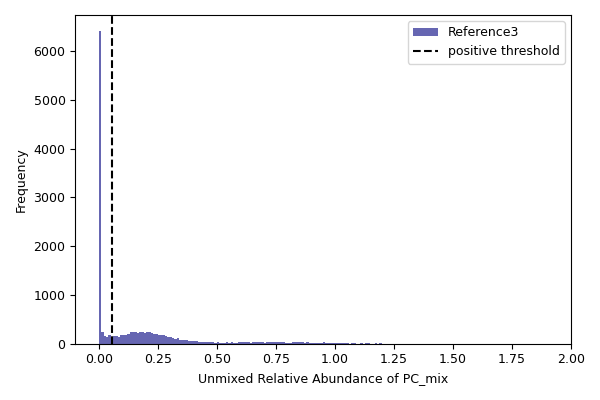 Reference3
positive threshold
6000
5000
4000
3000
2000
1000
0
Frequency
0.00 0.25 0.50 0.75 1.00 1.25 1.50 1.75 2.00
Unmixed Relative Abundance of PC_mix